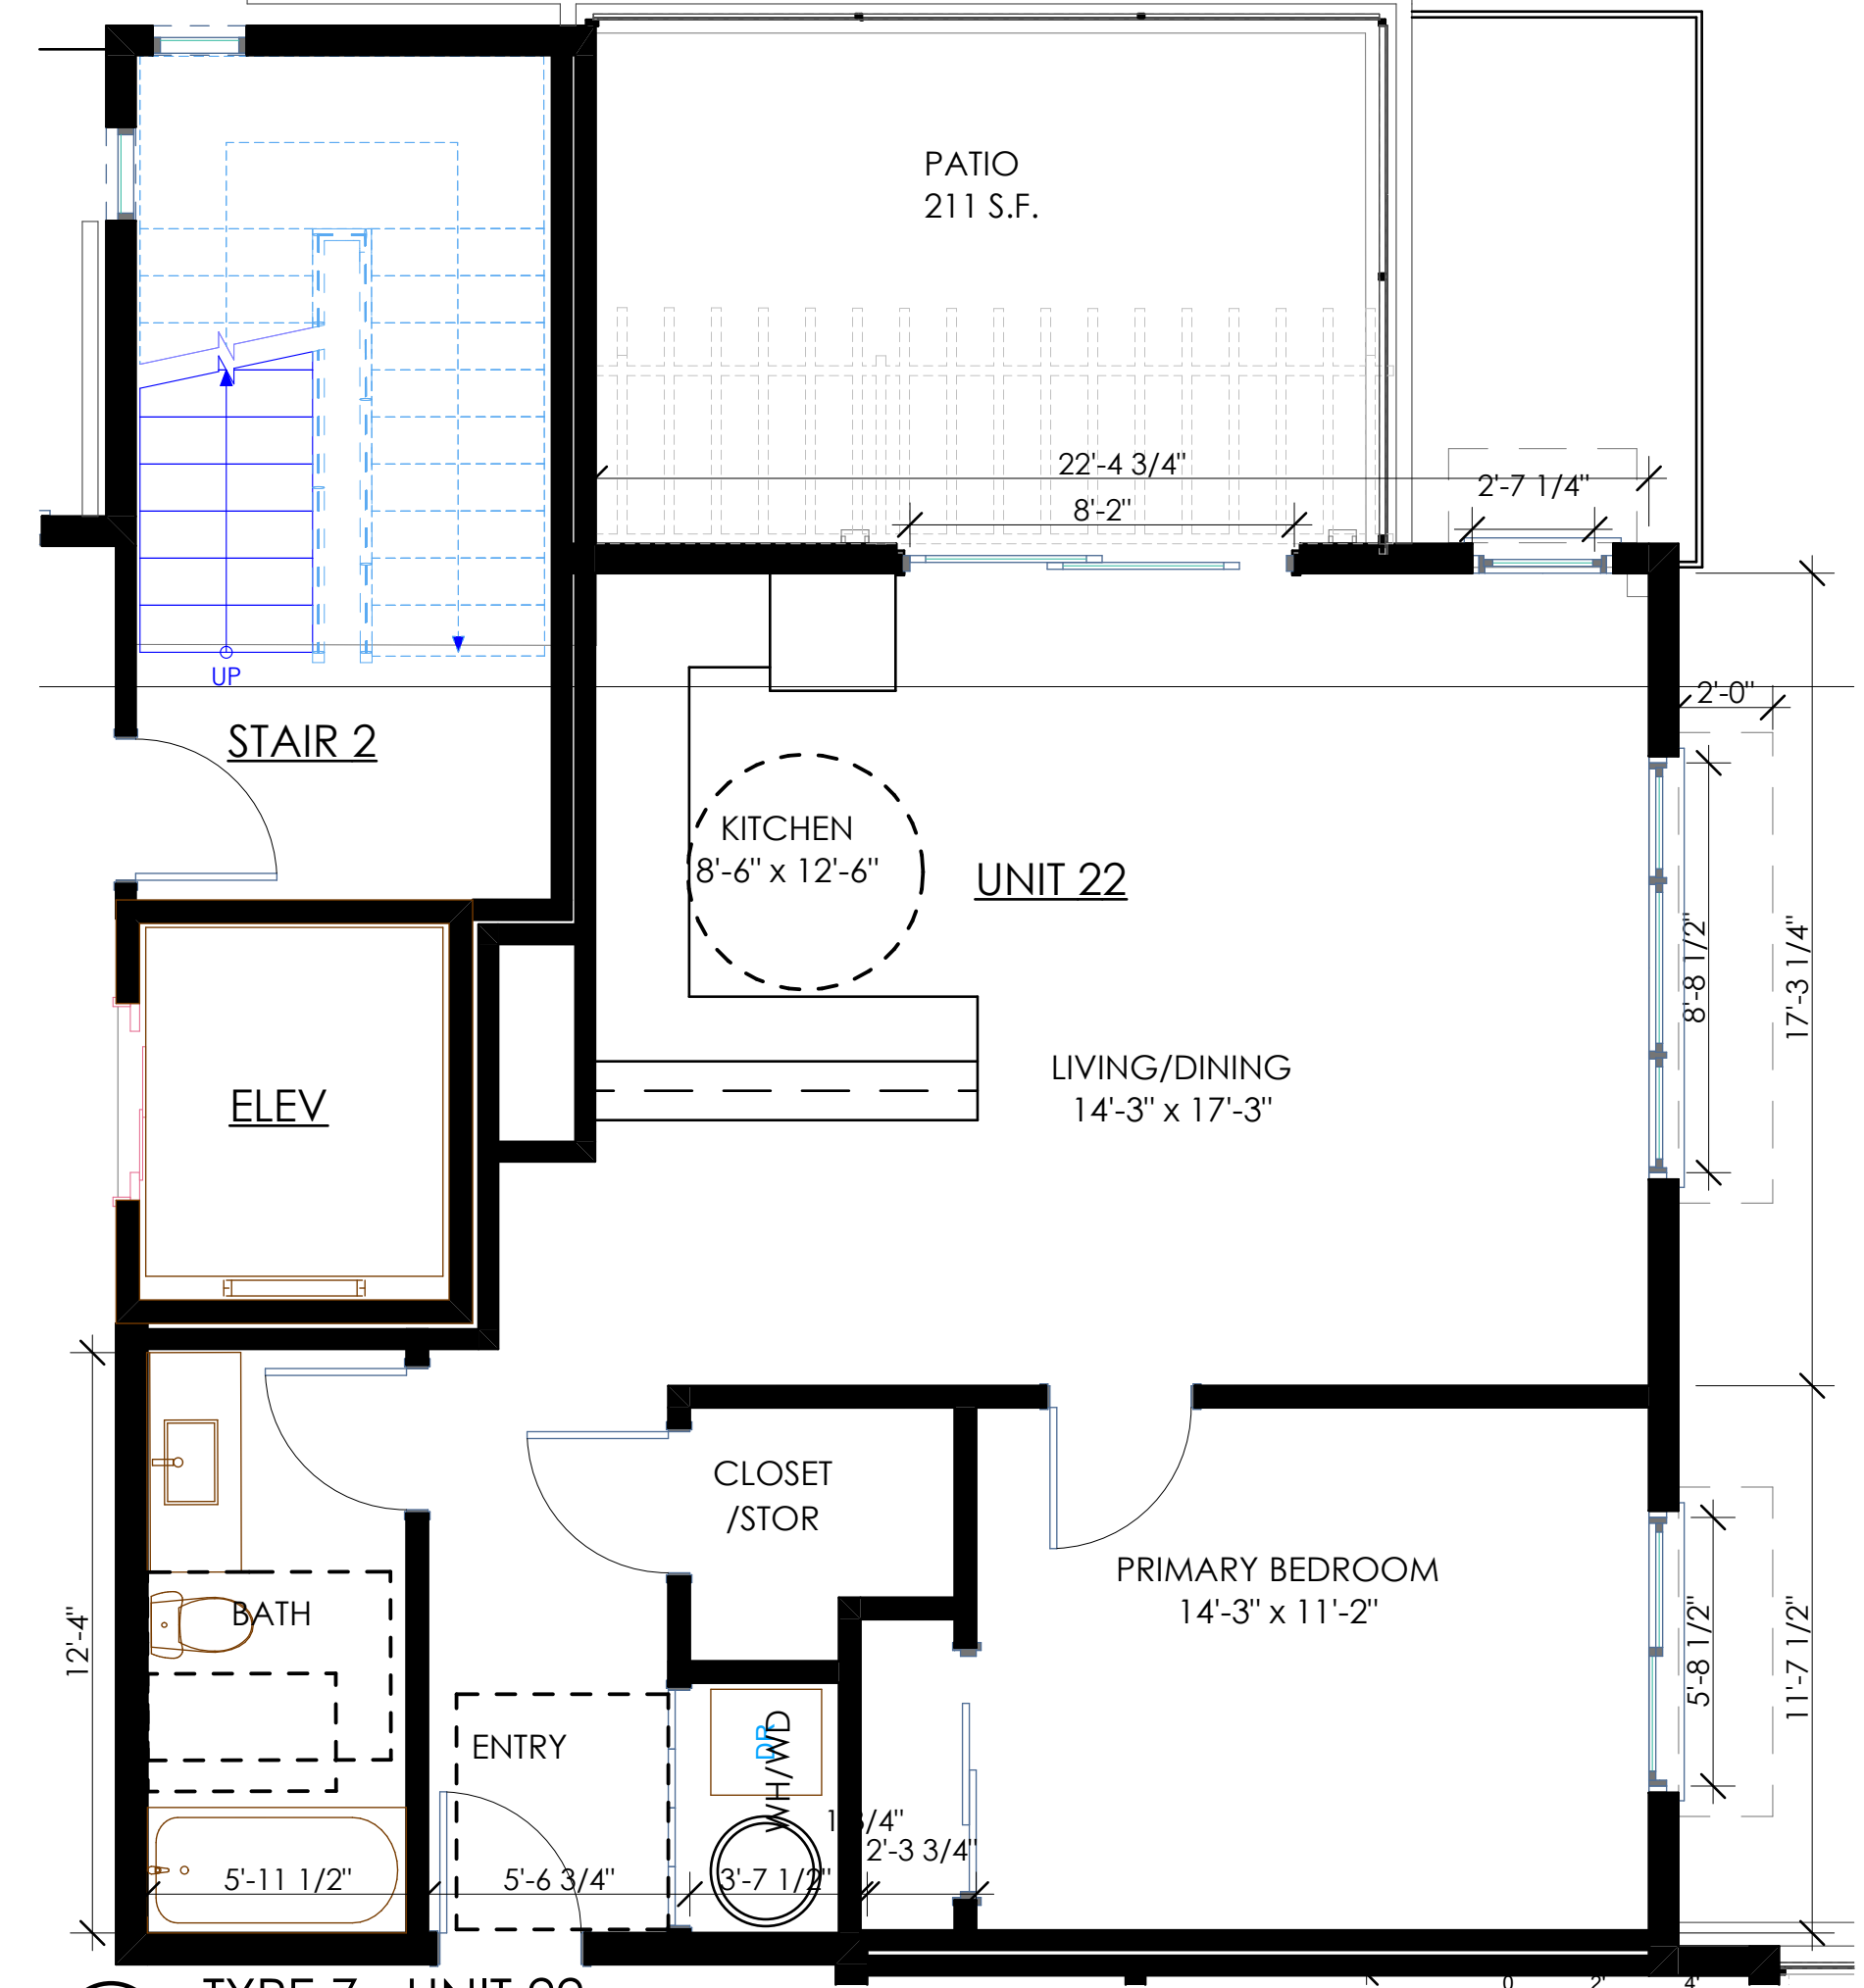 PATIO
211 S.F.
22'-4 3/4"
2'-7 1/4"
8'-2"
UP
2'-0"
STAIR 2
KITCHEN
8'-6" x 12'-6"
UNIT 22
8'-8 1/2"
17'-3 1/4"
LIVING/DINING
14'-3" x 17'-3"
ELEV
CLOSET
/STOR
PRIMARY BEDROOM
14'-3" x 11'-2"
BATH
12'-4"
5'-8 1/2"
11'-7 1/2"
ENTRY
DR
WH/WD
2'-3 3/4"
5'-11 1/2"
5'-6 3/4"
3'-7 1/2"
0 2' 4'